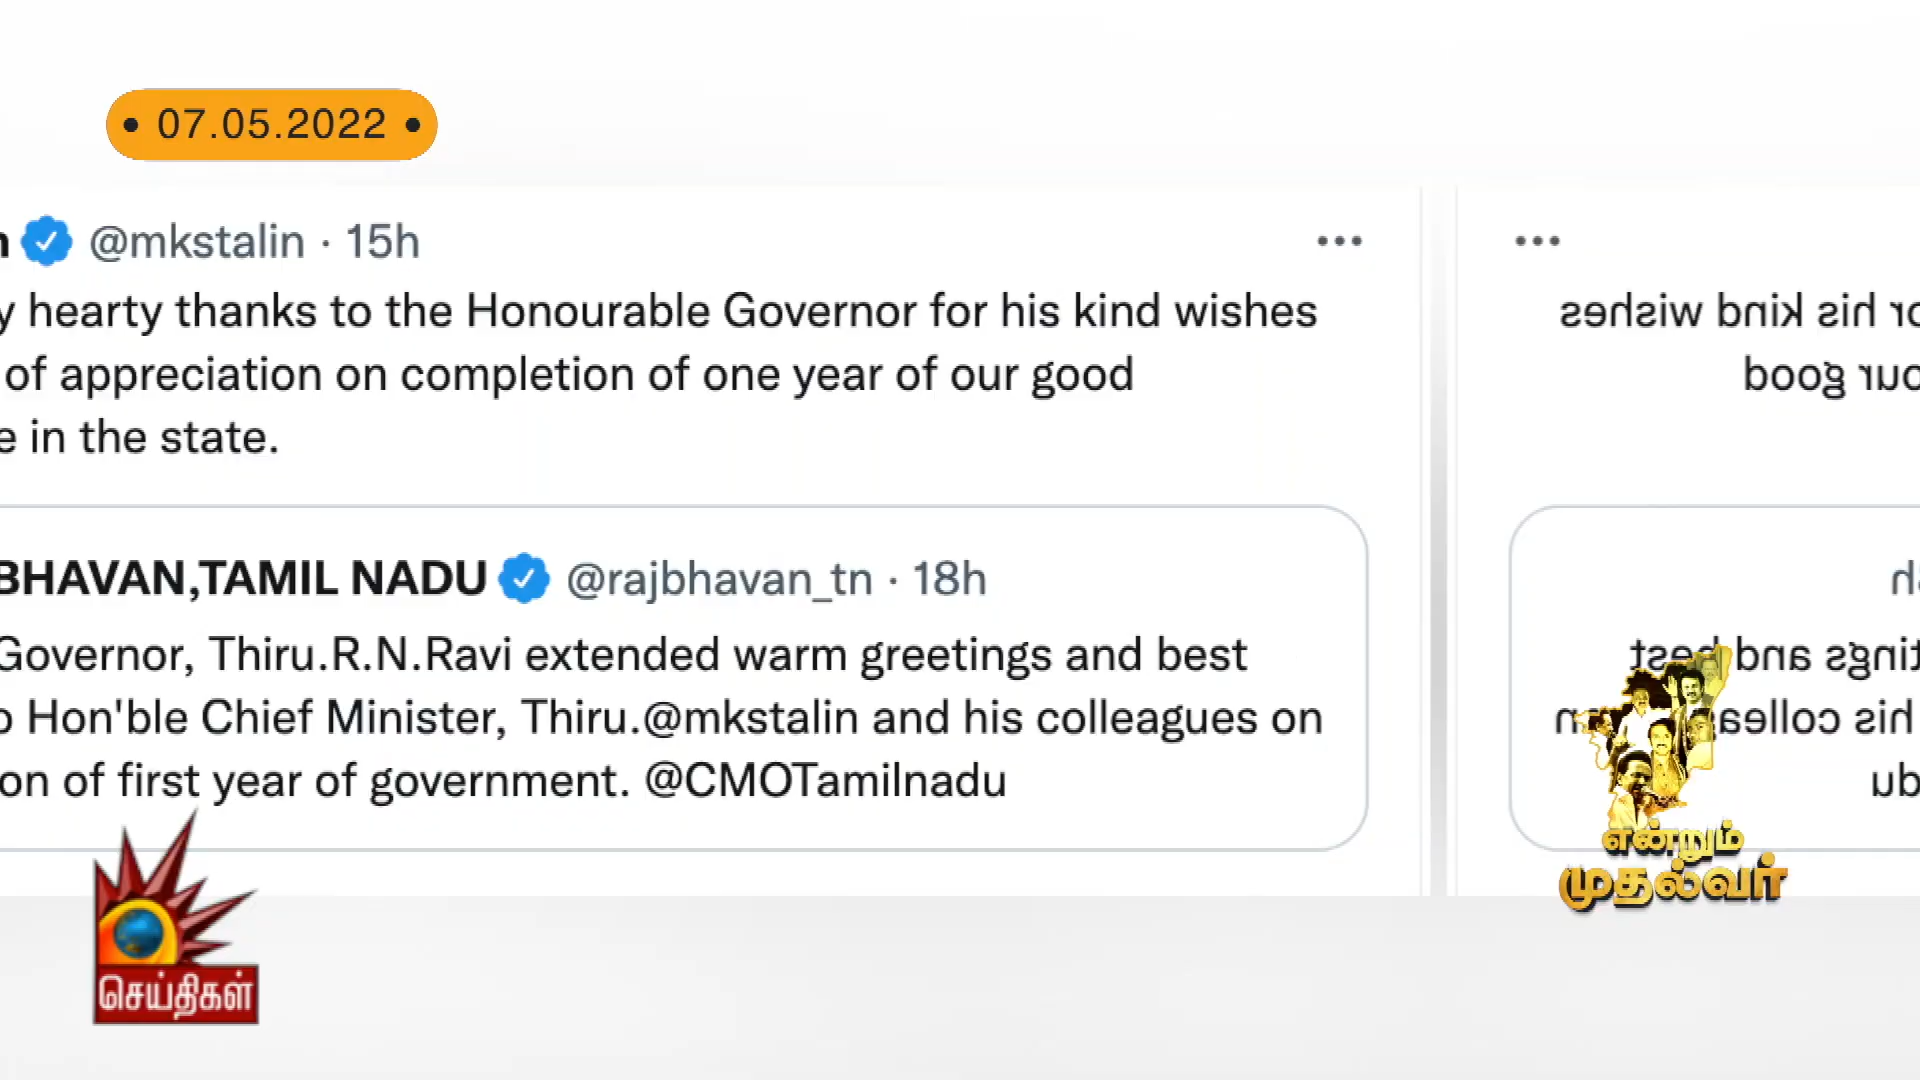 • 07.05.2022 •
@mkstalin · 15h
hearty thanks to the Honourable Governor for his kind wishes
of appreciation on completion of one year of our good
in the state.
BHAVAN,TAMIL NADU @rajbhavan_tn · 18h
Governor, Thiru.R.N.Ravi extended warm greetings and best
Hon'ble Chief Minister, Thiru.@mkstalin and his colleagues on
of first year of government. @CMOTamilnadu
என்றும்
முதல்வர்
செய்திகள்